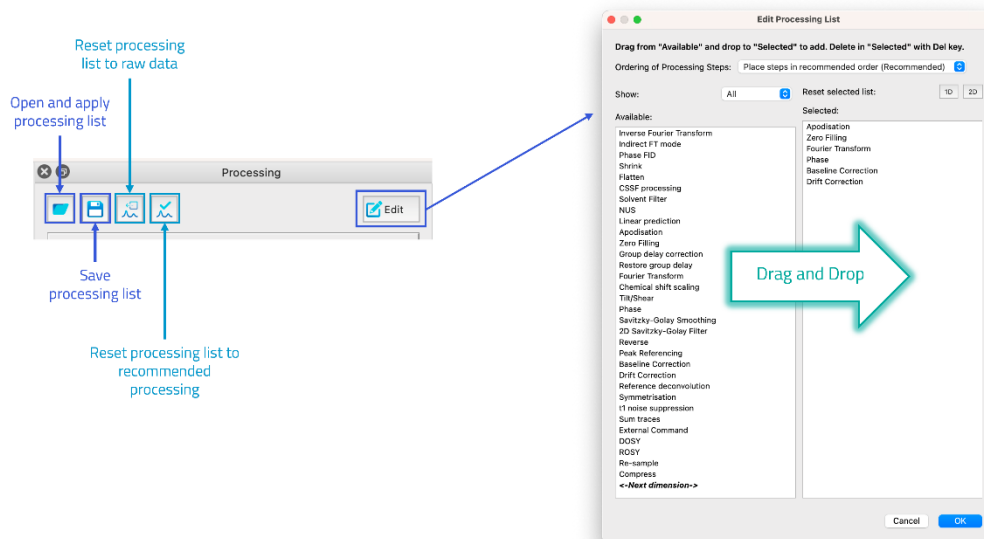 Reset processing
list to raw data
Open and apply
processing list
Processing
Edit
Save
processing list
Reset processing list to
recommended
processing
Edit Processing List
Drag from "Available" and drop to "Selected" to add. Delete in "Selected" with Del key.
Ordering of Processing Steps: Place steps in recommended order (Recommended)
Show: All Reset selected list: 1D 2D
Available:
Inverse Fourier Transform
Indirect FT mode
Phase FID
Shrink
Flatten
CSSF processing
Solvent Filter
NUS
Linear prediction
Apodisation
Zero Filling
Group delay correction
Restore group delay
Fourier Transform
Chemical shift scaling
Tilt/Shear
Phase
Savitzky-Golay Smoothing
2D Savitzky-Golay Filter
Reverse
Peak Referencing
Baseline Correction
Drift Correction
Reference deconvolution
Symmetrisation
t1 noise suppression
Sum traces
External Command
DOSY
ROSY
Re-sample
Compress
<-Next dimension->
Selected:
Apodisation
Zero Filling
Fourier Transform
Phase
Baseline Correction
Drift Correction
Drag and Drop
Cancel OK